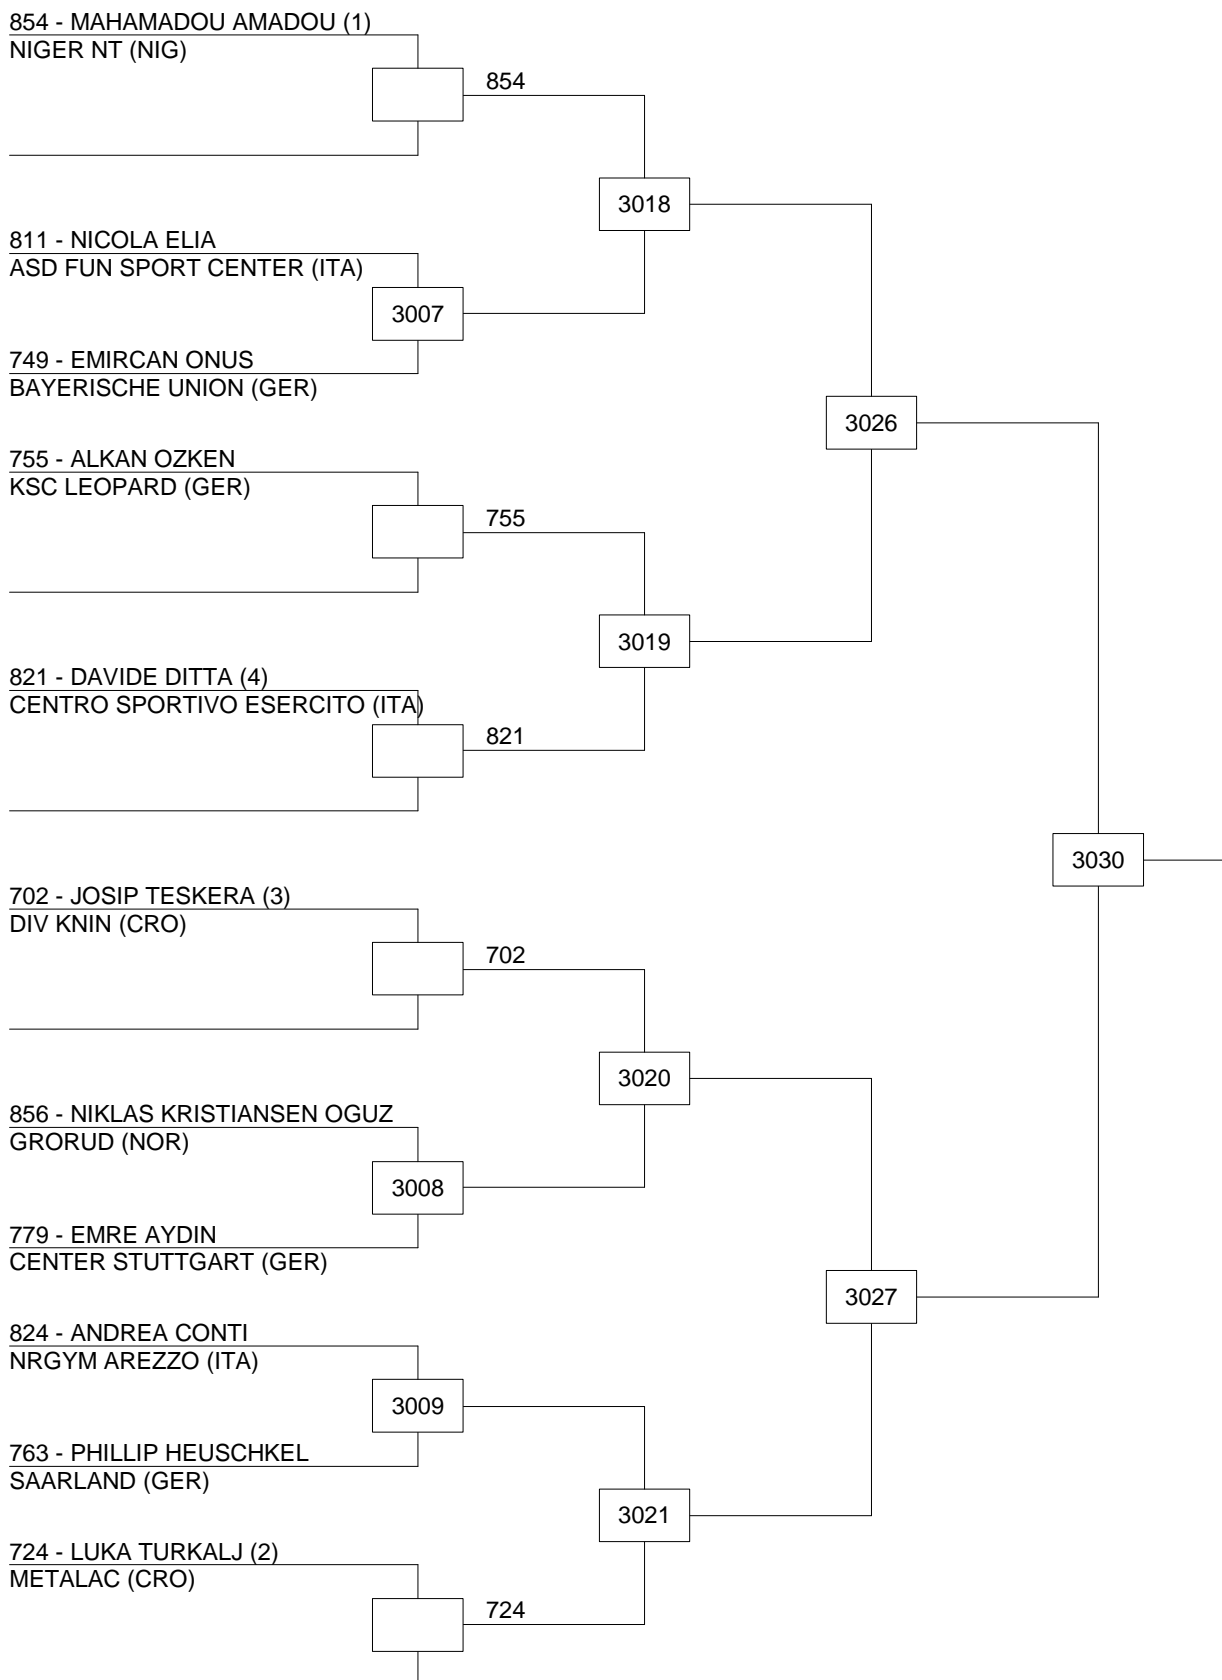 854 - MAHAMADOU AMADOU (1)
NIGER NT (NIG)
854
3018
811 - NICOLA ELIA
ASD FUN SPORT CENTER (ITA)
3007
749 - EMIRCAN ONUS
BAYERISCHE UNION (GER)
3026
755 - ALKAN OZKEN
KSC LEOPARD (GER)
755
3019
821 - DAVIDE DITTA (4)
CENTRO SPORTIVO ESERCITO (ITA)
821
3030
702 - JOSIP TESKERA (3)
DIV KNIN (CRO)
702
3020
856 - NIKLAS KRISTIANSEN OGUZ
GRORUD (NOR)
3008
779 - EMRE AYDIN
CENTER STUTTGART (GER)
3027
824 - ANDREA CONTI
NRGYM AREZZO (ITA)
3009
763 - PHILLIP HEUSCHKEL
SAARLAND (GER)
3021
724 - LUKA TURKALJ (2)
METALAC (CRO)
724